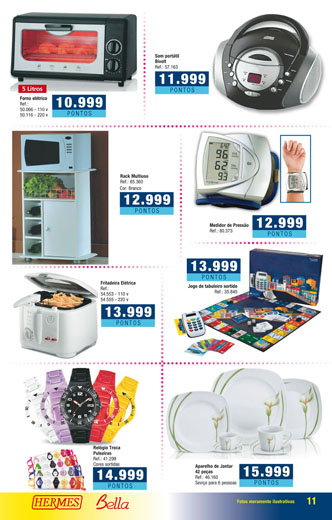 5 Litros
Forno elétrico
Ref.:
50.066 - 110 v
50.116 - 220 v
10.999
PONTOS
Som portátil
Bivolt
Ref.: 57.163
11.999
PONTOS
Rack Multiuso
Ref.: 65.960
Cor: Branco
12.999
PONTOS
Medidor de Pressão
Ref.: 80.373
12.999
PONTOS
Fritadeira Elétrica
Ref.:
54.553 - 110 v
54.555 - 220 v
13.999
PONTOS
13.999
PONTOS
Jogo de tabuleiro sortido
Ref.: 35.845
Relógio Troca
Pulseiras
Ref.: 41.299
Cores sortidas
14.999
PONTOS
Aparelho de Jantar
42 peças
Ref.: 46.160
Serviço para 6 pessoas
15.999
PONTOS
HERMES
Bella
Fotos meramente ilustrativas
11